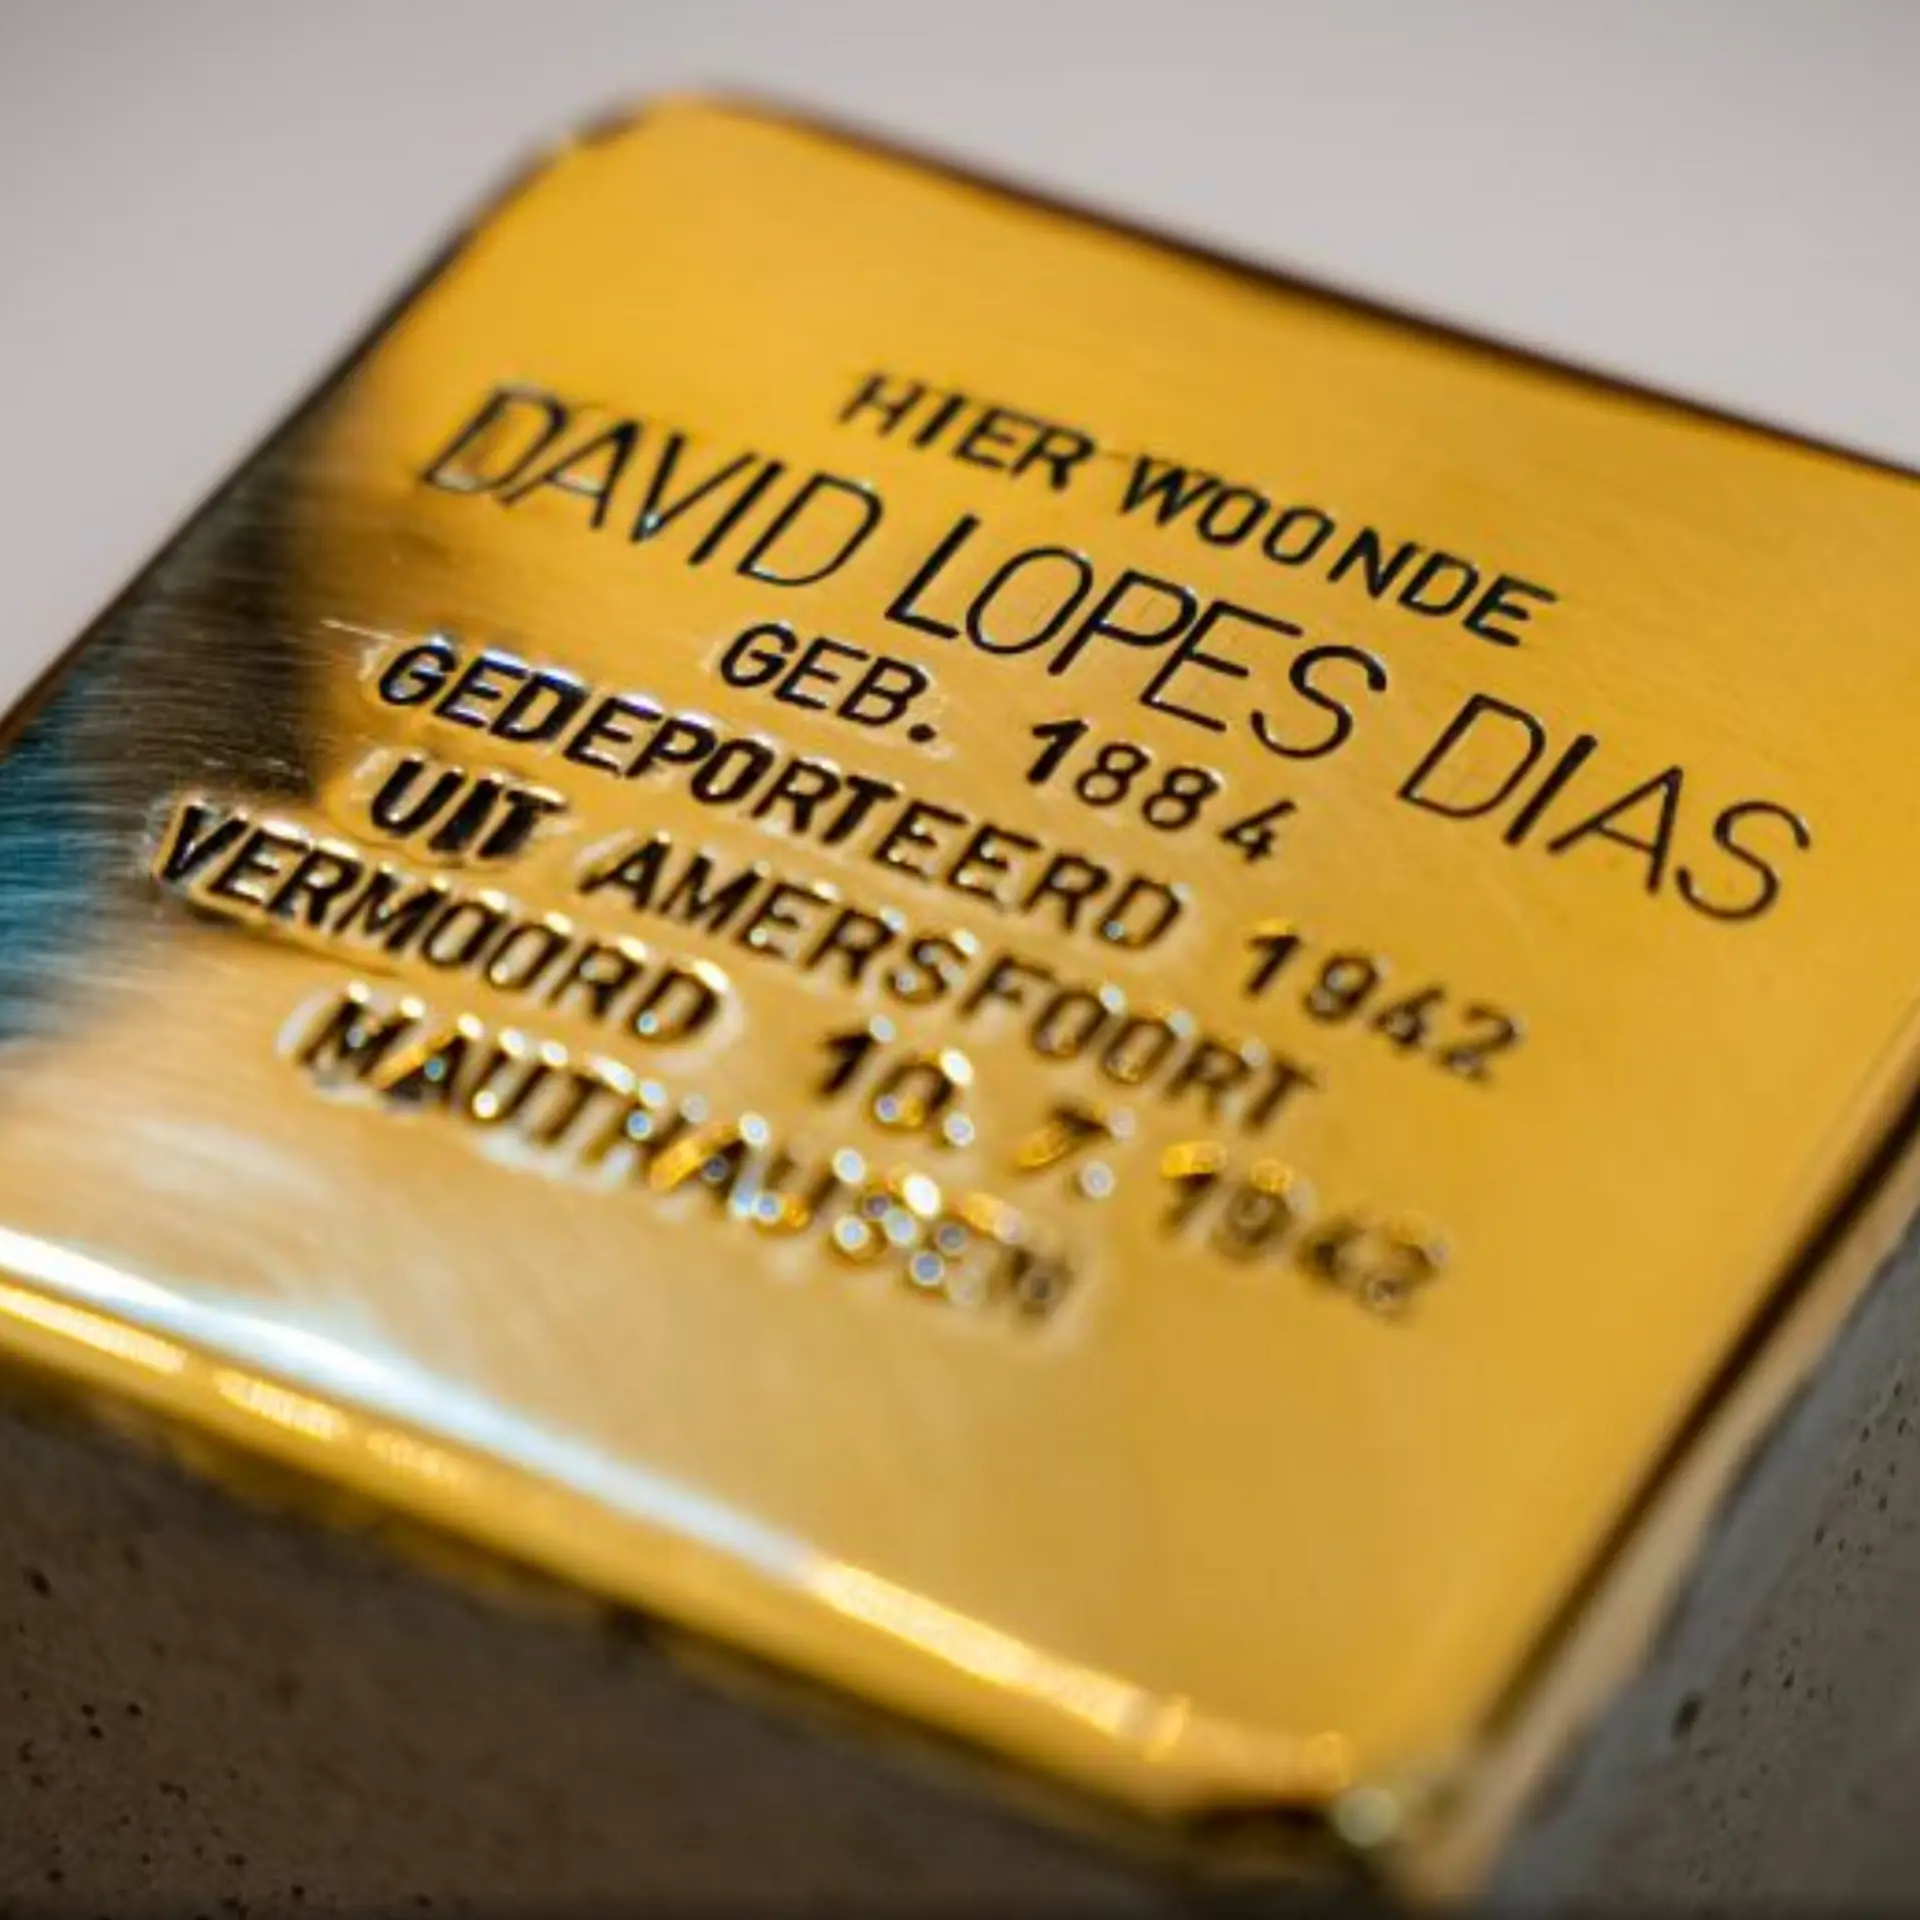 HIER WOONDE
DAVID LOPES DIAS
GEB. 1884
GEDEPORTEERD 1942
UIT AMERSFOORT
VERMOORD 10.7.1942
MAUTHAUSEN